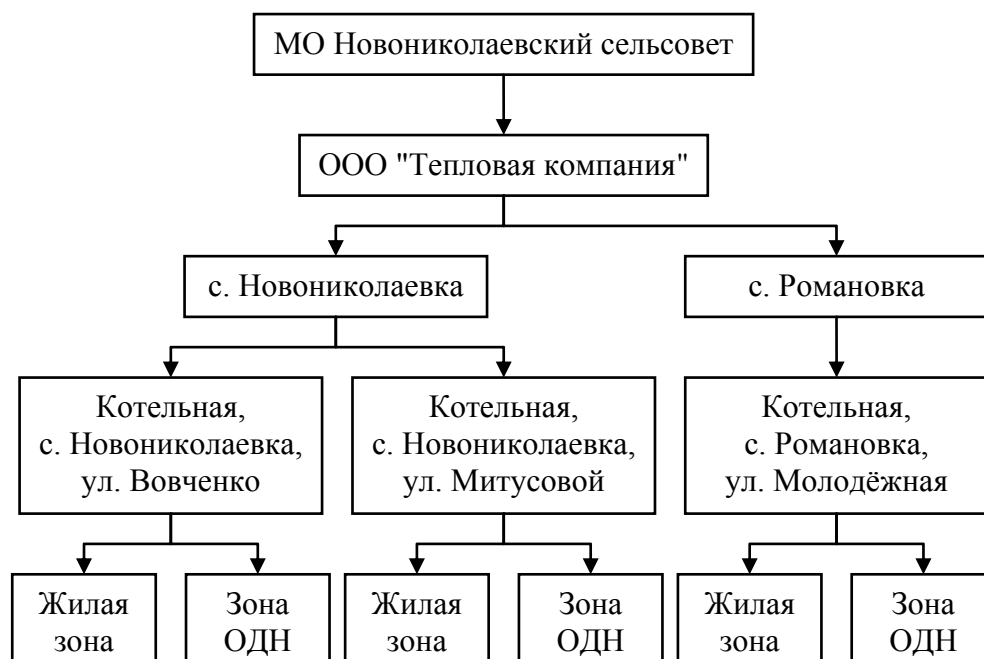 МО Новониколаевский сельсовет
ООО "Тепловая компания"
с. Новониколаевка
с. Романовка
Котельная,
с. Новониколаевка,
ул. Вовченко
Котельная,
с. Новониколаевка,
ул. Митусовой
Котельная,
с. Романовка,
ул. Молодёжная
Жилая
зона
Зона
ОДН
Жилая
зона
Зона
ОДН
Жилая
зона
Зона
ОДН